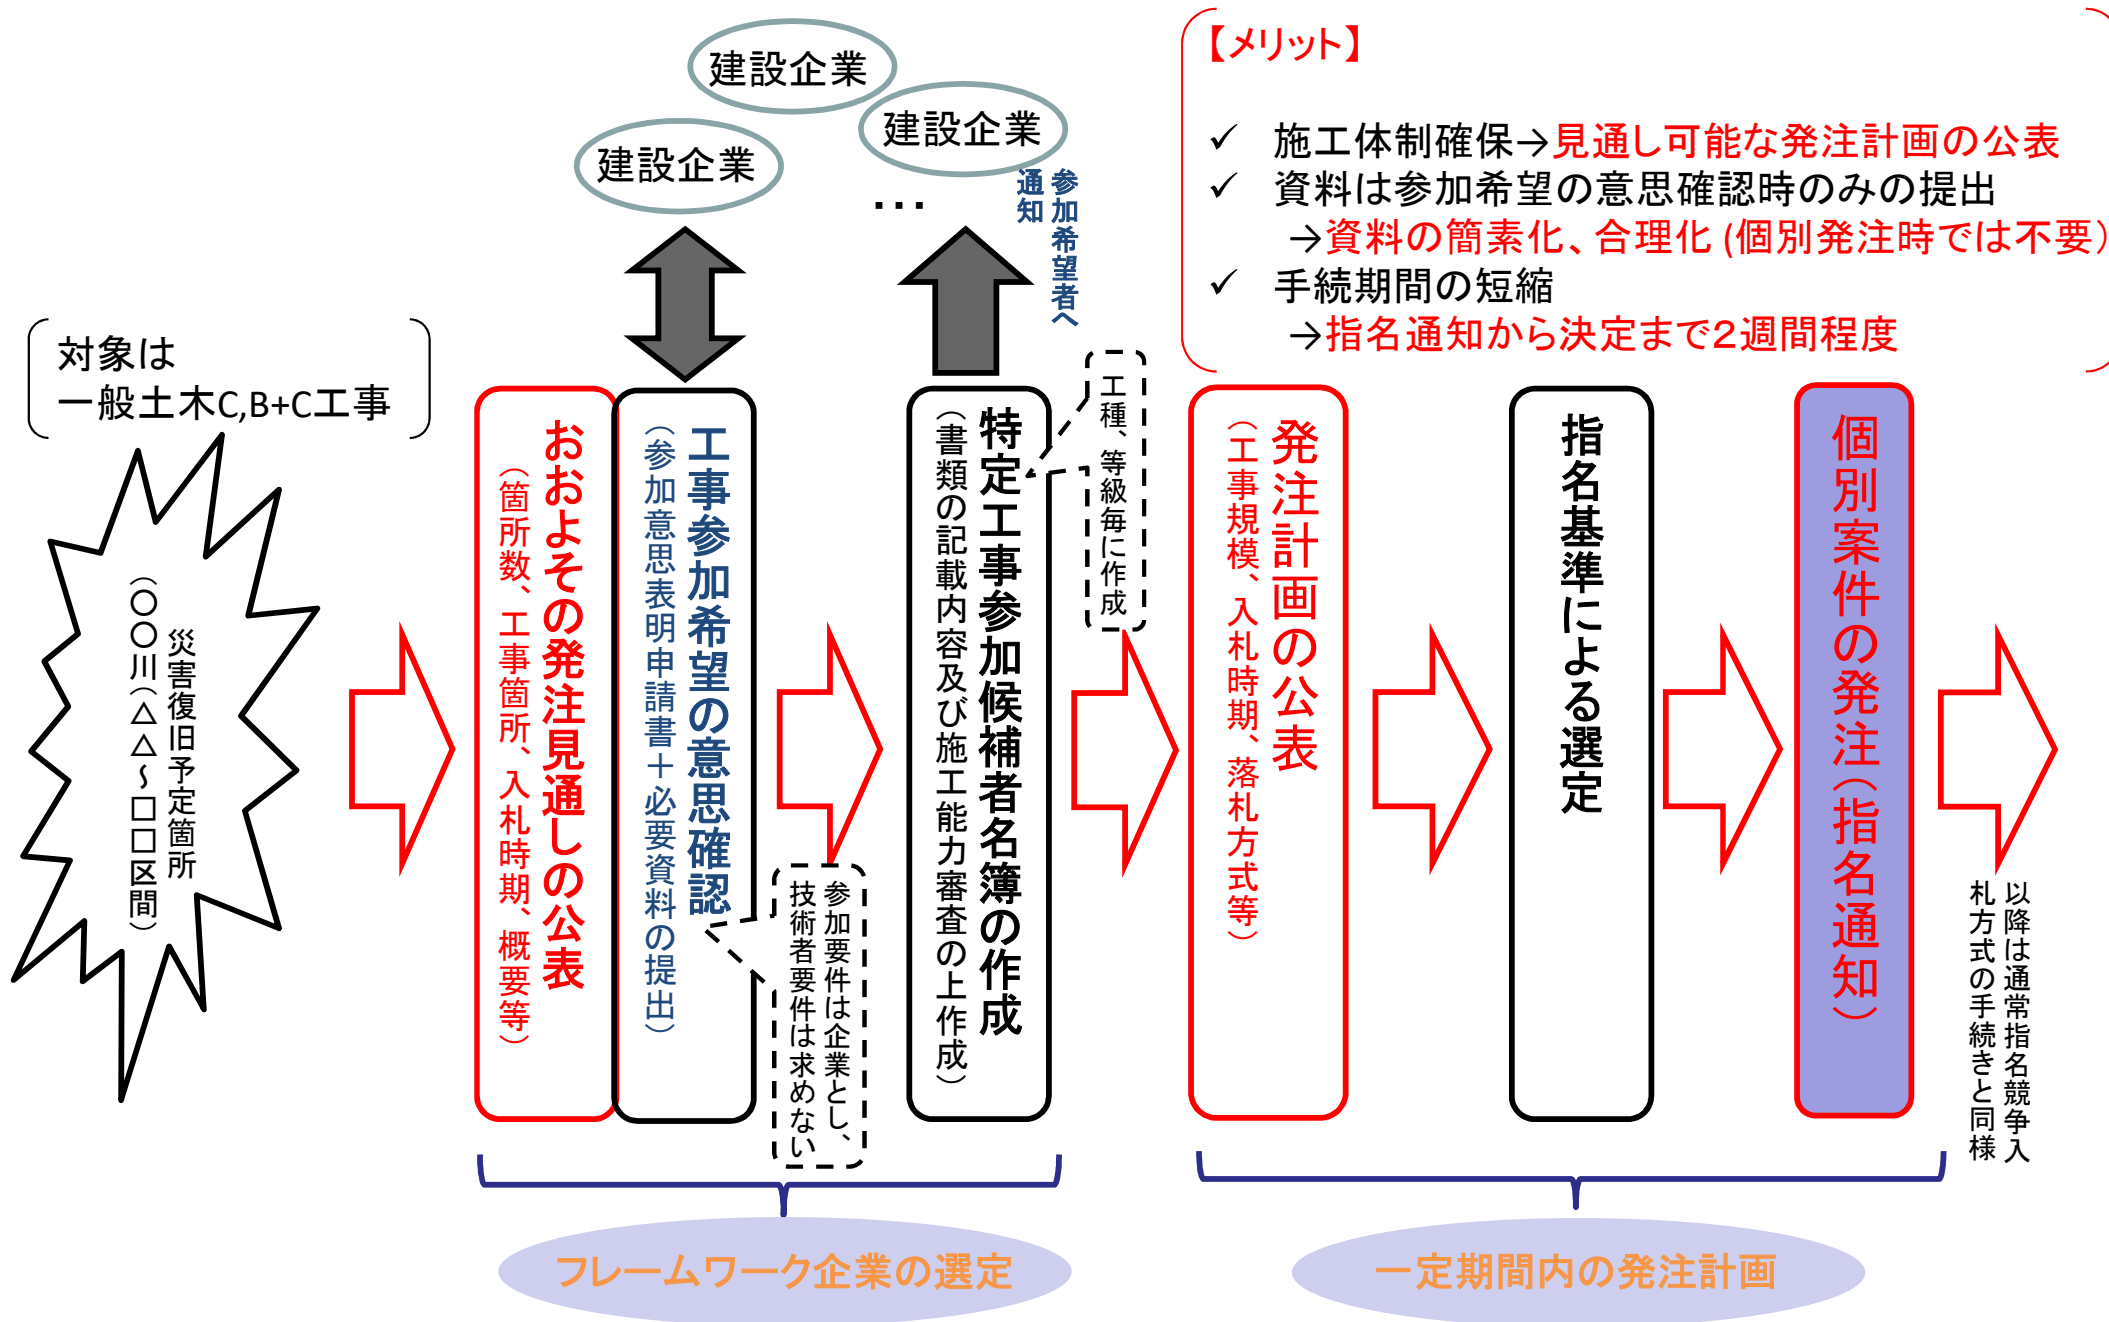 建設企業
建設企業
建設企業
…
参加希望者へ
通知
【メリット】
✓ 施工体制確保→見通し可能な発注計画の公表
✓ 資料は参加希望の意思確認時のみの提出
→資料の簡素化、合理化(個別発注時では不要)
✓ 手続期間の短縮
→指名通知から決定まで2週間程度
対象は
一般土木C,B+C工事
災害復旧予定箇所
(〇〇川(△△~□□区間)
おおよその発注見通しの公表
(箇所数、工事箇所、入札時期、概要等)
工事参加希望の意思確認
(参加意思表明申請書+必要資料の提出)
参加要件は企業とし、
技術者要件は求めない
特定工事参加候補者名簿の作成
(書類の記載内容及び施工能力審査の上作成)
工種、等級毎に作成
発注計画の公表
(工事規模、入札時期、落札方式等)
指名基準による選定
個別案件の発注(指名通知)
以降は通常指名競争入
札方式の手続きと同様
フレームワーク企業の選定
一定期間内の発注計画